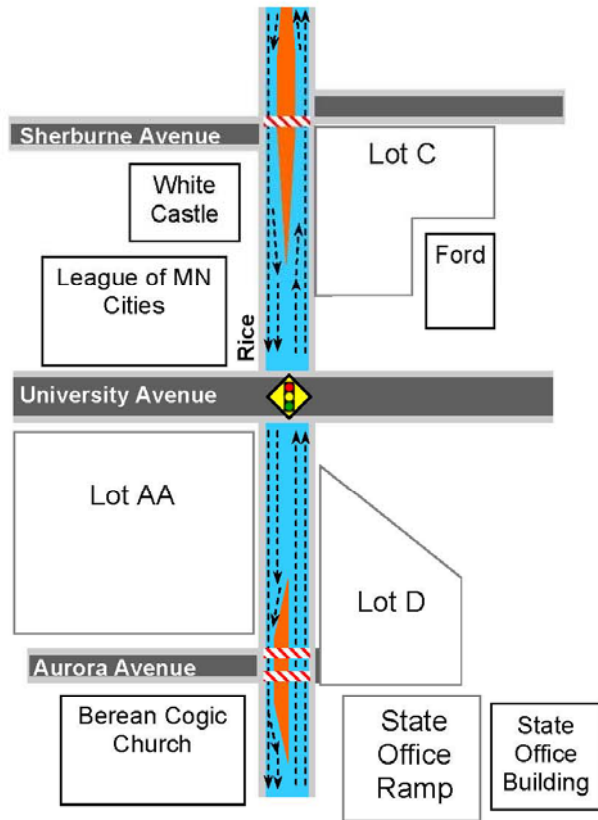 Sherburne Avenue
Lot C
White
Castle
Ford
League of MN
Cities
Rice
University Avenue
Lot AA
Lot D
Aurora Avenue
Berean Cogic
Church
State
Office
Ramp
State
Office
Building